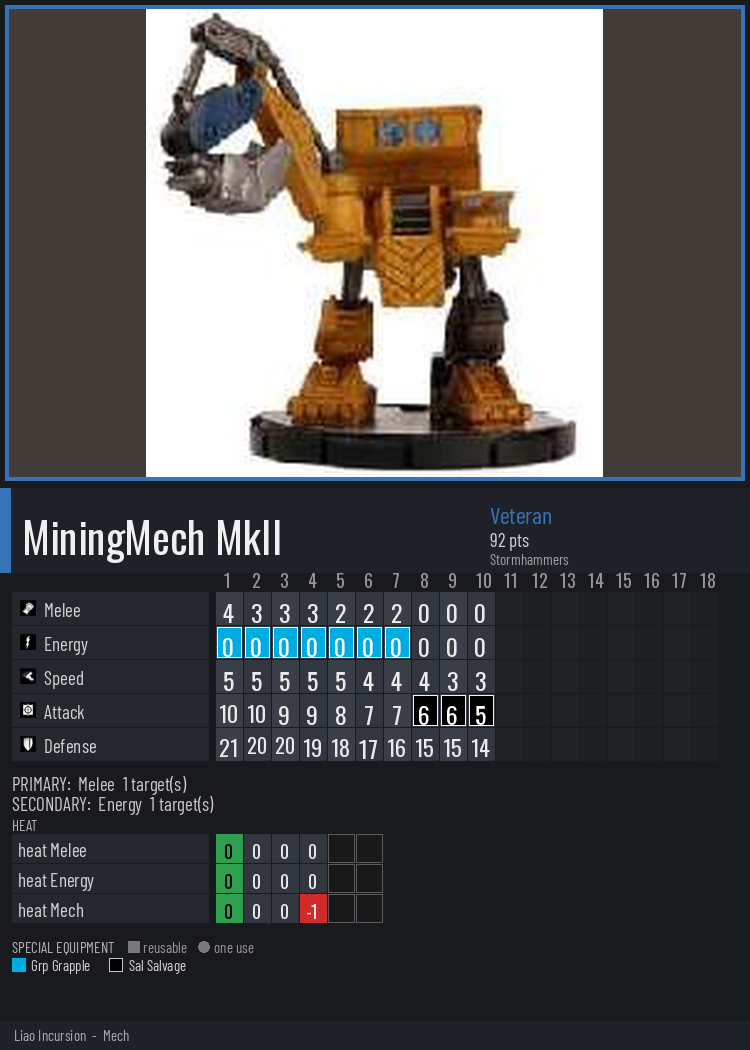 MiningMech MkII
Veteran
92 pts
Stormhammers
1 2 3 4 5 6 7 8 9 10 11 12 13 14 15 16 17 18
Melee 4 3 3 3 2 2 2 0 0 0
Energy 0 0 0 0 0 0 0 0 0 0
Speed 5 5 5 5 5 4 4 4 3 3
Attack 10 10 9 9 8 7 7 6 6 5
Defense 21 20 20 19 18 17 16 15 15 14
PRIMARY: Melee 1 target(s)
SECONDARY: Energy 1 target(s)
HEAT
heat Melee 0 0 0 0
heat Energy 0 0 0 0
heat Mech 0 0 0 -1
SPECIAL EQUIPMENT reusable one use
Grp Grapple Sal Salvage
Liao Incursion - Mech